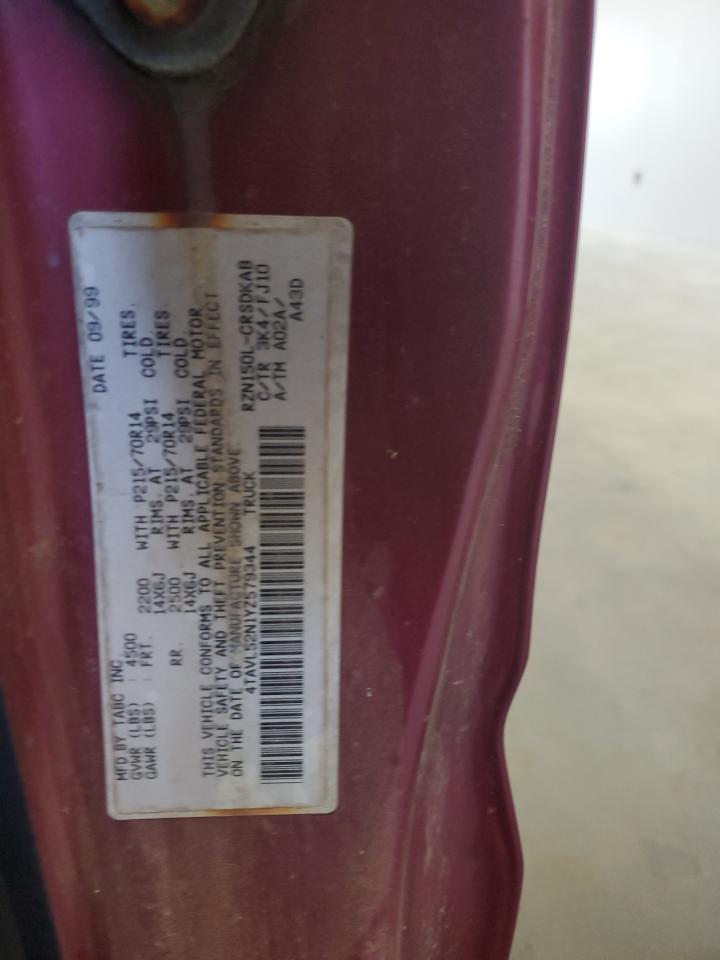 MFD BY TABC INC DATE 09/99
GVWR (LBS) : 4500
GAWR (LBS) : FRT. 2200 WITH P215/70R14 TIRES.
14X6J RIMS. AT 29PSI COLD.
RR. 2500 WITH P215/70R14 TIRES.
14X6J RIMS. AT 29PSI COLD
THIS VEHICLE CONFORMS TO ALL APPLICABLE FEDERAL MOTOR
VEHICLE SAFETY AND THEFT PREVENTION STANDARDS IN EFFECT
ON THE DATE OF MANUFACTURE SHOWN ABOVE.
4TAVL52N1YZ579344 TRUCK
RZN150L-CRSDKAB
C/TR 3K4/FJ10
A/TM A02A/
A43D